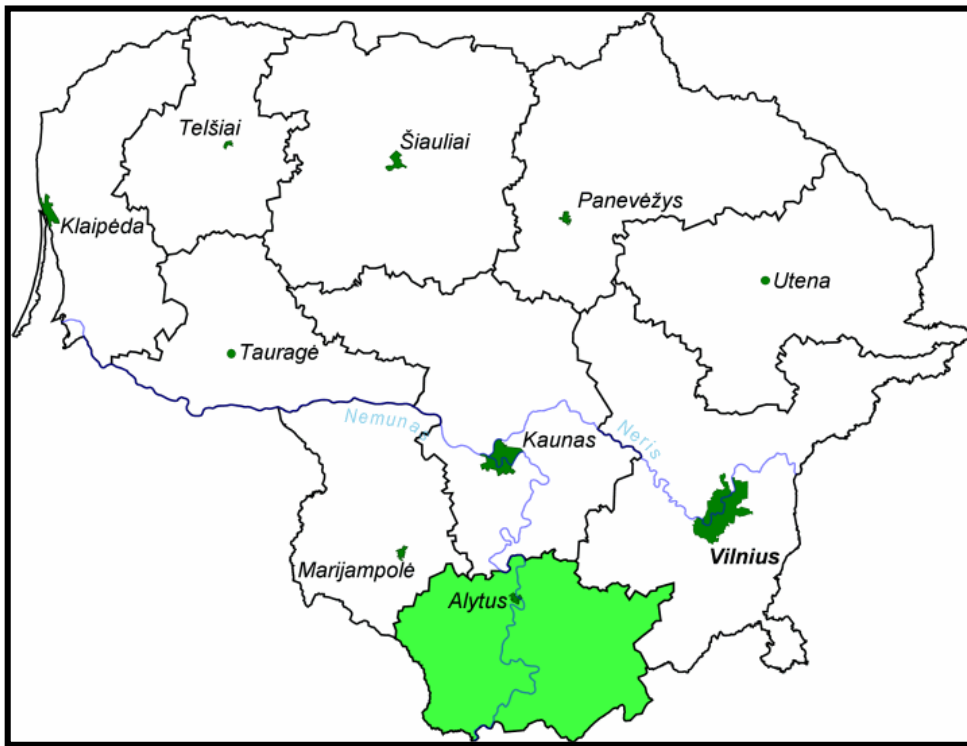 Telšiai
Šiauliai
Panevėžys
Klaipėda
Utena
Tauragė
Nemunas
Kaunas
Neris
Vilnius
Marijampolė
Alytus